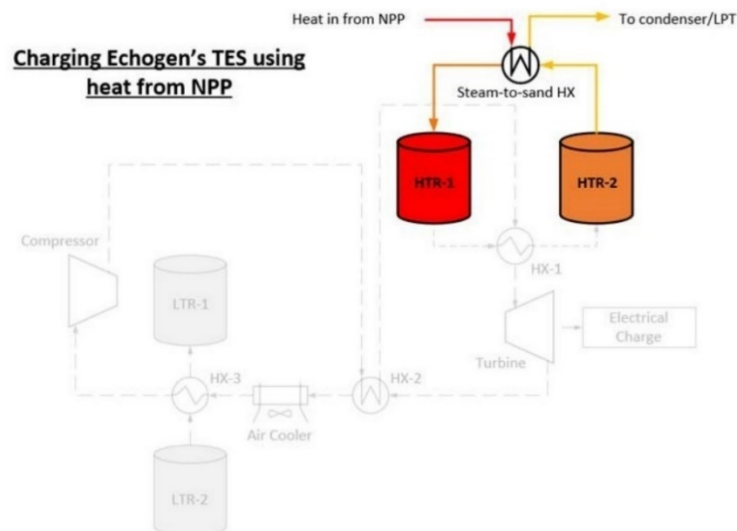 Heat in from NPP
To condenser/LPT
Charging Echogen's TES using
heat from NPP
Steam-to-sand HX
HTR-1
HTR-2
Compressor
LTR-1
HX-1
Electrical
Charge
Turbine
HX-3
HX-2
Air Cooler
LTR-2